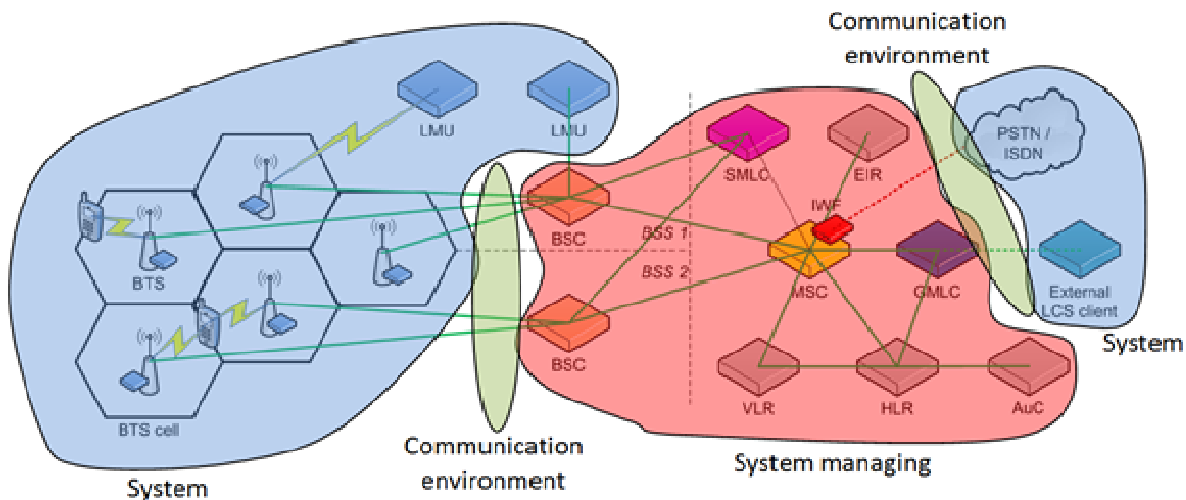 Communication
environment
LMU
LMU
PSTN /
ISDN
SMLC
EIR
IWF
BSC
BSS 1
BTS
BSS 2
MSC
GMLC
External
LCS client
System
BSC
VLR
HLR
AuC
BTS cell
Communication
environment
System managing
System